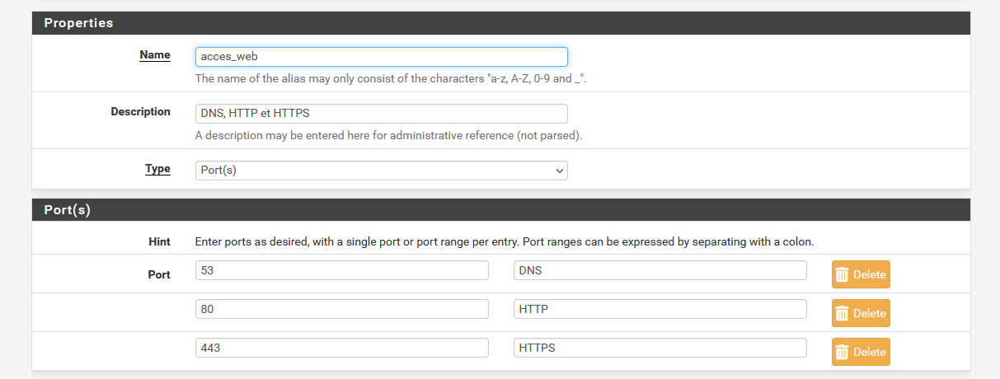 Properties
Name
acces_web
The name of the alias may only consist of the characters "a-z, A-Z, 0-9 and _".
Description
DNS, HTTP et HTTPS
A description may be entered here for administrative reference (not parsed).
Type
Port(s)
Port(s)
Hint Enter ports as desired, with a single port or port range per entry. Port ranges can be expressed by separating with a colon.
Port 53 DNS Delete
80 HTTP Delete
443 HTTPS Delete